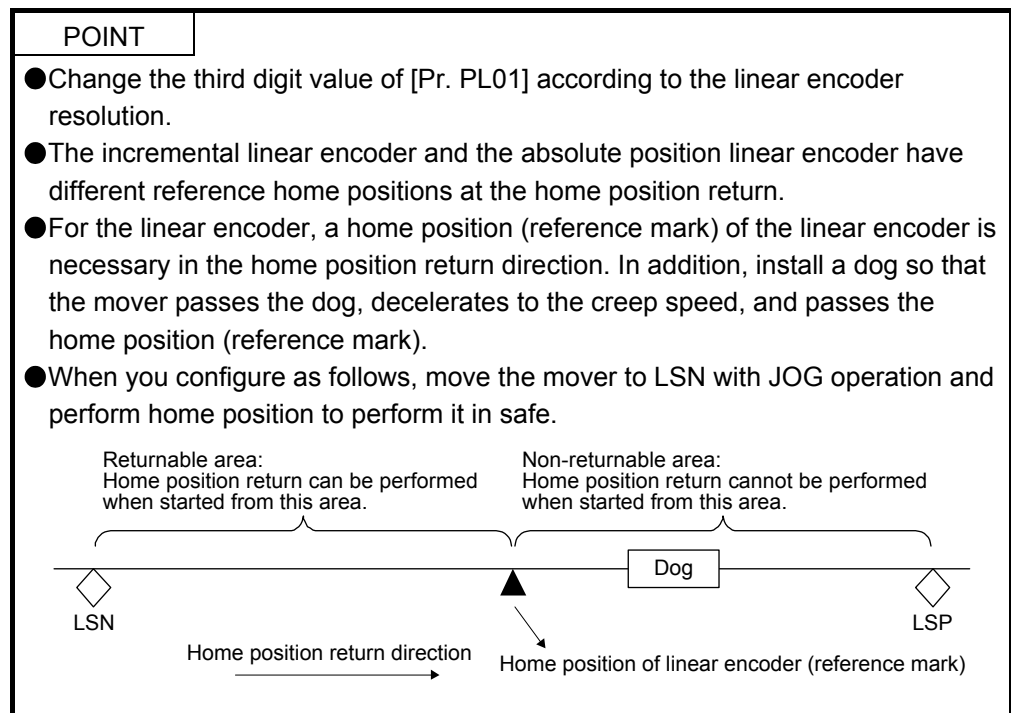 POINT
●Change the third digit value of [Pr. PL01] according to the linear encoder
resolution.
●The incremental linear encoder and the absolute position linear encoder have
different reference home positions at the home position return.
●For the linear encoder, a home position (reference mark) of the linear encoder is
necessary in the home position return direction. In addition, install a dog so that
the mover passes the dog, decelerates to the creep speed, and passes the
home position (reference mark).
●When you configure as follows, move the mover to LSN with JOG operation and
perform home position to perform it in safe.
Returnable area:
Home position return can be performed
when started from this area.
Non-returnable area:
Home position return cannot be performed
when started from this area.
Dog
LSN
LSP
Home position return direction
Home position of linear encoder (reference mark)